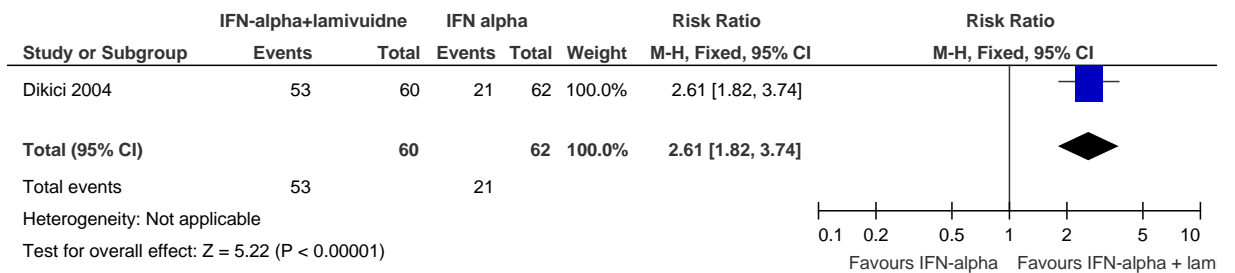 IFN-alpha+lamivuidne IFN alpha Risk Ratio Risk Ratio
Study or Subgroup Events Total Events Total Weight M-H, Fixed, 95% CI M-H, Fixed, 95% CI
Dikici 2004 53 60 21 62 100.0% 2.61 [1.82, 3.74]
Total (95% CI) 60 62 100.0% 2.61 [1.82, 3.74]
Total events 53 21
Heterogeneity: Not applicable
Test for overall effect: Z = 5.22 (P < 0.00001)
0.1 0.2 0.5 1 2 5 10
Favours IFN-alpha Favours IFN-alpha + lam